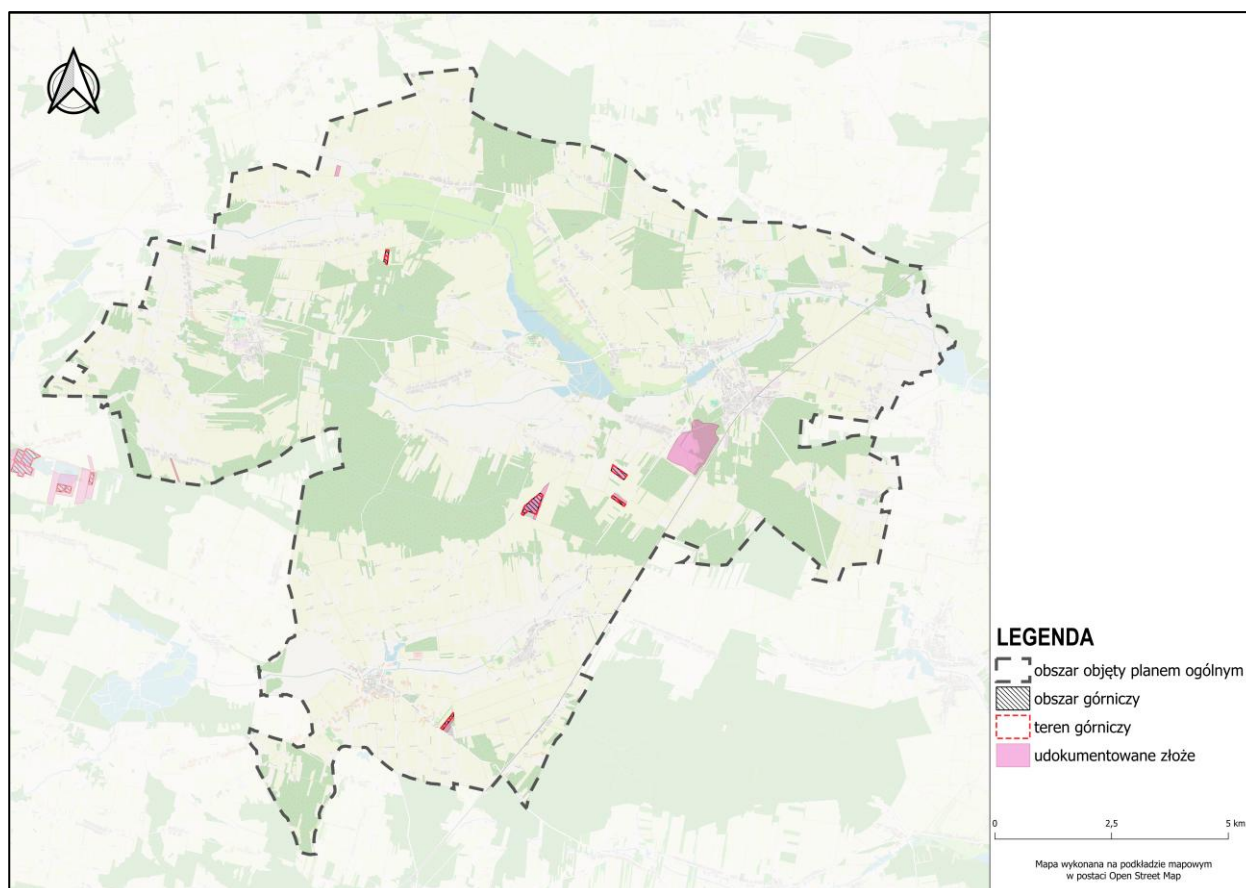 LEGENDA
obszar objęty planem ogólnym
obszar górniczy
teren górniczy
udokumentowane złoże
0 2,5 5 km
Mapa wykonana na podkładzie mapowym
w postaci Open Street Map